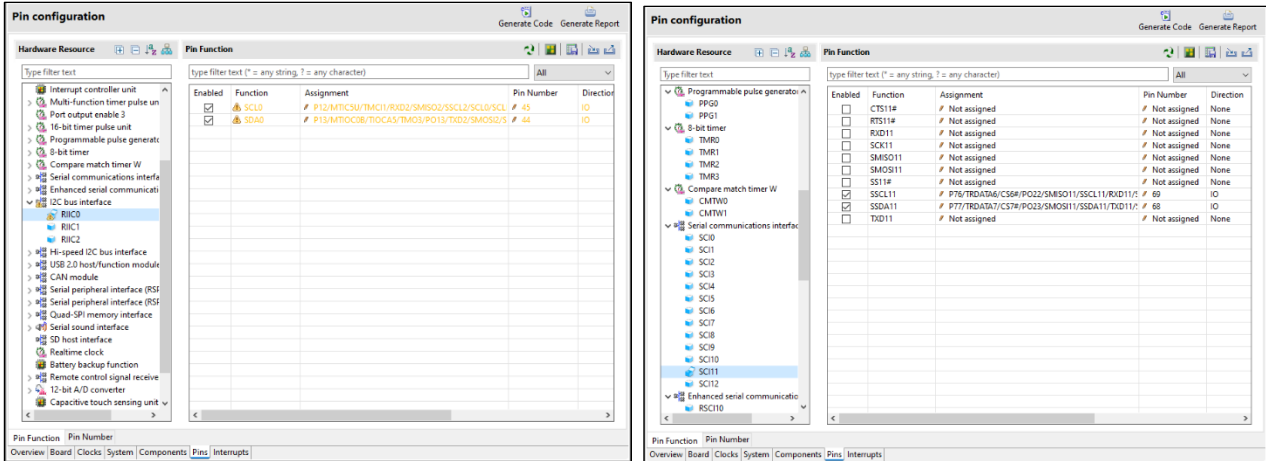 Pin configuration
Generate Code Generate Report
Hardware Resource
Pin Function
Type filter text
type filter text (* = any string, ? = any character)
All
Enabled Function Assignment Pin Number Direction
Interrupt controller unit
Multi-function timer pulse un
Port output enable 3
16-bit timer pulse unit
Programmable pulse generato
8-bit timer
Compare match timer W
Serial communications interfa
Enhanced serial communicati
I2C bus interface
RIIC0
RIIC1
RIIC2
Hi-speed I2C bus interface
USB 2.0 host/function module
CAN module
Serial peripheral interface (RSP
Serial peripheral interface (RSP
Quad-SPI memory interface
Serial sound interface
SD host interface
Realtime clock
Battery backup function
Remote control signal receive
12-bit A/D converter
Capacitive touch sensing unit
SCL0 P12/MTIC5U/TMCI1/RXD2/SMISO2/SSCL2/SCL0/SCL 45 IO
SDA0 P13/MTIOC0B/TIOCA5/TMO3/PO13/TXD2/SMOSI2/S 44 IO
Pin Function Pin Number
Overview Board Clocks System Components Pins Interrupts
Pin configuration
Generate Code Generate Report
Hardware Resource
Pin Function
Type filter text
type filter text (* = any string, ? = any character)
All
Enabled Function Assignment Pin Number Direction
Programmable pulse generator
PPG0
PPG1
8-bit timer
TMR0
TMR1
TMR2
TMR3
Compare match timer W
CMTW0
CMTW1
Serial communications interfac
SCI0
SCI1
SCI2
SCI3
SCI4
SCI5
SCI6
SCI7
SCI8
SCI9
SCI10
SCI11
SCI12
Enhanced serial communicatio
RSCI10
CTS11# Not assigned Not assigned None
RTS11# Not assigned Not assigned None
RXD11 Not assigned Not assigned None
SCK11 Not assigned Not assigned None
SMISO11 Not assigned Not assigned None
SMOSI11 Not assigned Not assigned None
SS11# Not assigned Not assigned None
SSCL11 P76/TRDATA6/CS6#/PO22/SMISO11/SSCL11/RXD11/S 69 IO
SSDA11 P77/TRDATA7/CS7#/PO23/SMOSI11/SSDA11/TXD11/S 68 IO
TXD11 Not assigned Not assigned None
Pin Function Pin Number
Overview Board Clocks System Components Pins Interrupts